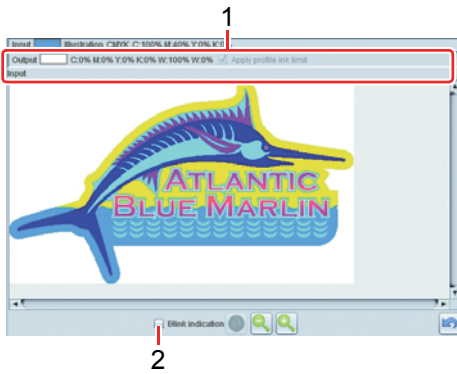 1
Input Illustration CMYK C:100% M:40% Y:0% K:0%
Output C:0% M:0% Y:0% K:0% W:100% W:0% Apply profile ink limit
Input
ATLANTIC
BLUE MARLIN
Blink indication
2